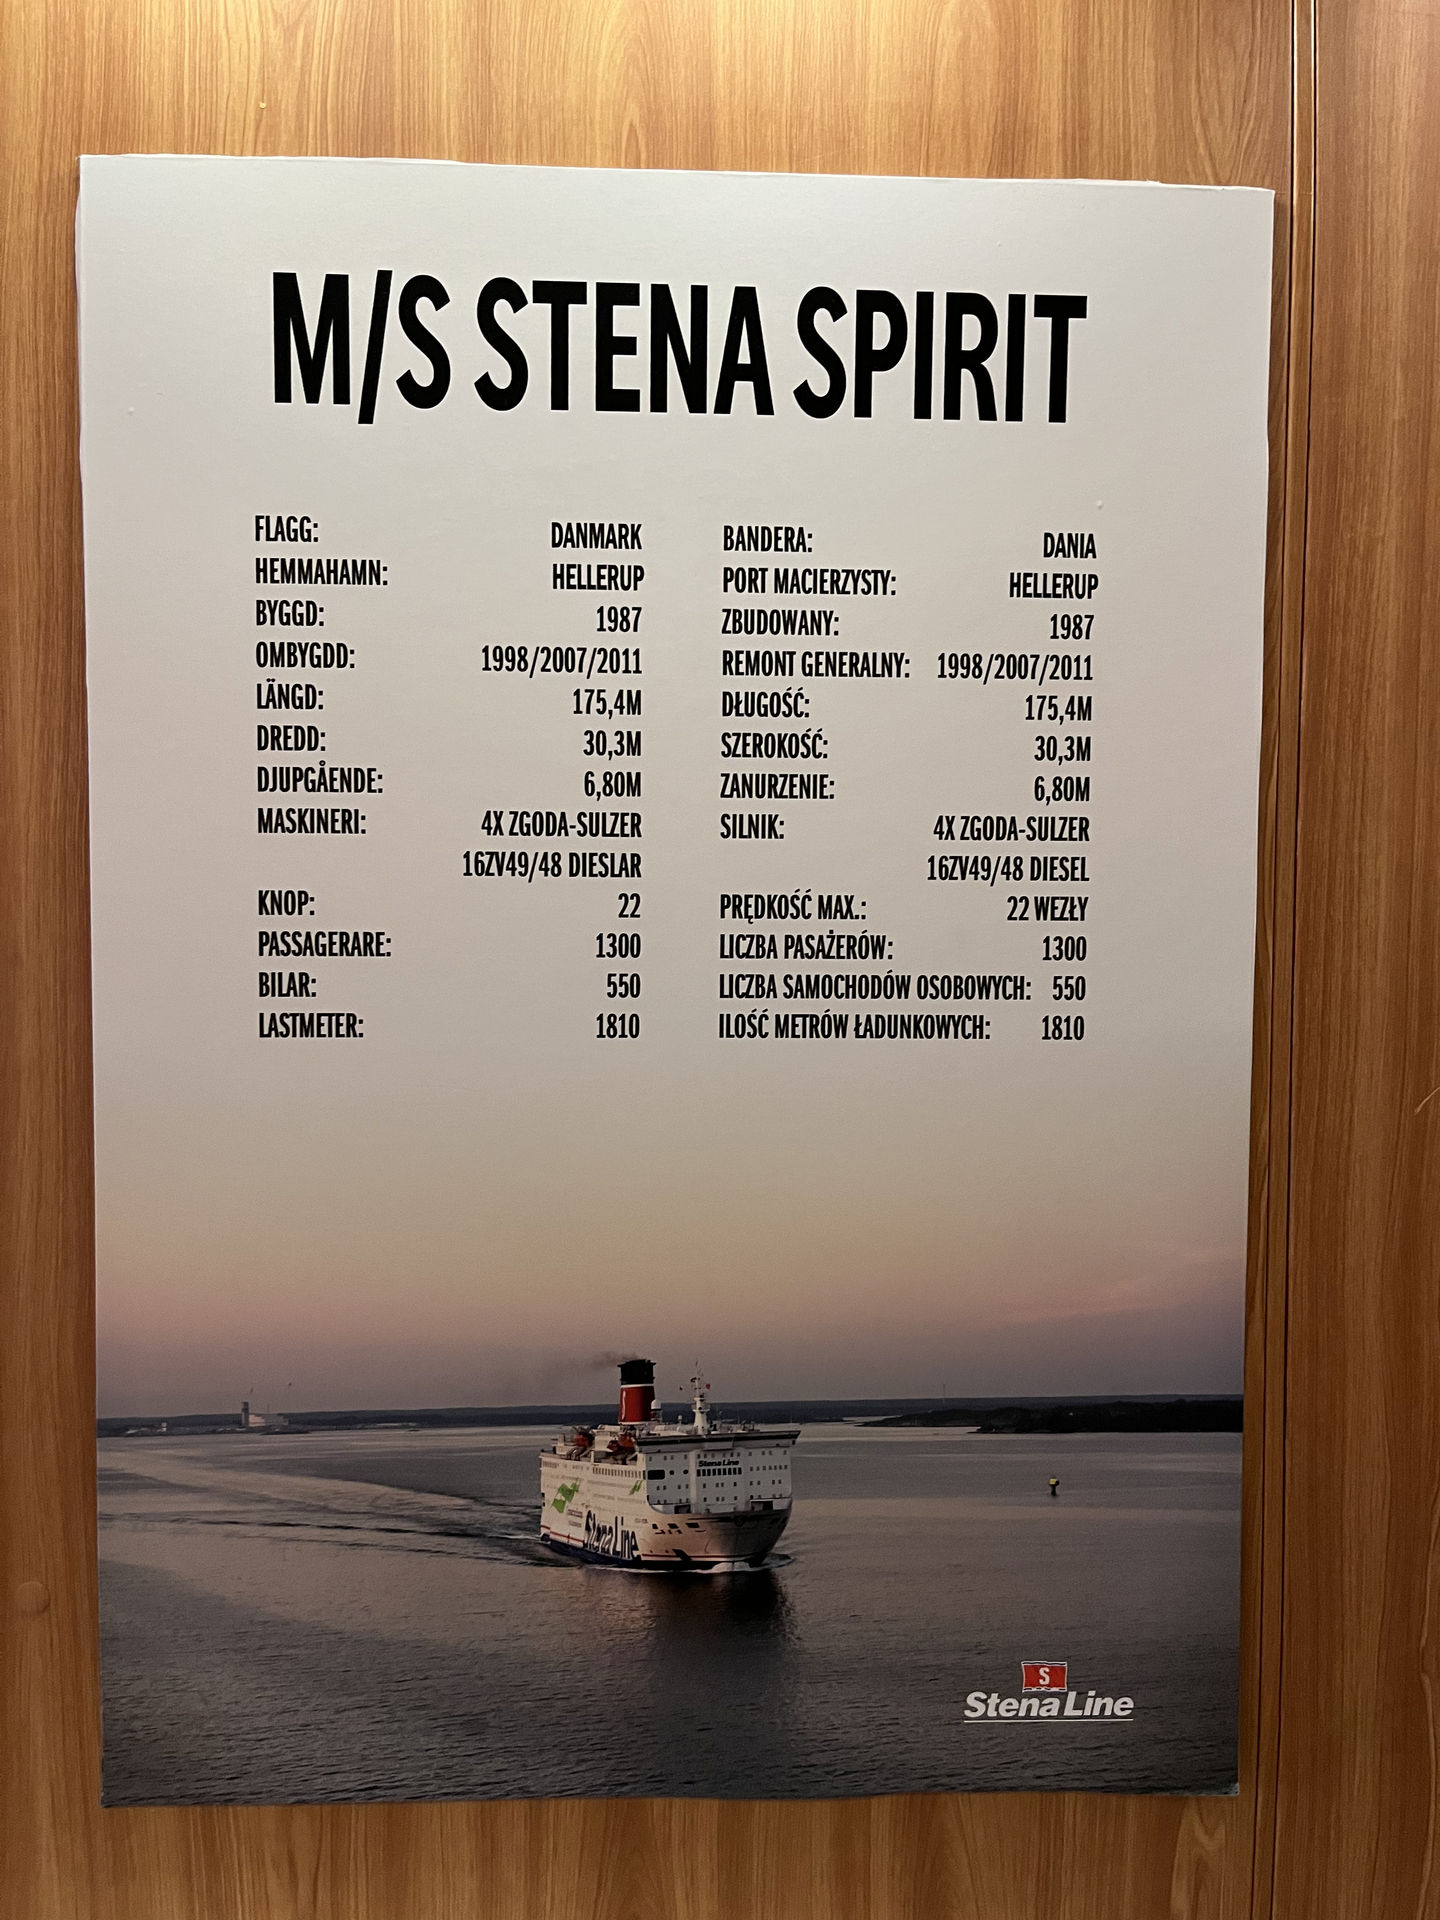 M/S STENA SPIRIT
FLAGG: DANMARK
HEMMAHAMN: HELLERUP
BYGGD: 1987
OMBYGDD: 1998/2007/2011
LÄNGD: 175,4M
DREDD: 30,3M
DJUPGÅENDE: 6,80M
MASKINERI: 4X ZGODA-SULZER
16ZV49/48 DIESLAR
KNOP: 22
PASSAGERARE: 1300
BILAR: 550
LASTMETER: 1810
BANDERA: DANIA
PORT MACIERZYSTY: HELLERUP
ZBUDOWANY: 1987
REMONT GENERALNY: 1998/2007/2011
DŁUGOŚĆ: 175,4M
SZEROKOŚĆ: 30,3M
ZANURZENIE: 6,80M
SILNIK: 4X ZGODA-SULZER
16ZV49/48 DIESEL
PRĘDKOŚĆ MAX.: 22 WEZŁY
LICZBA PASAŻERÓW: 1300
LICZBA SAMOCHODÓW OSOBOWYCH: 550
ILOŚĆ METRÓW ŁADUNKOWYCH: 1810
Stena Line
Stena Line
S
Stena Line